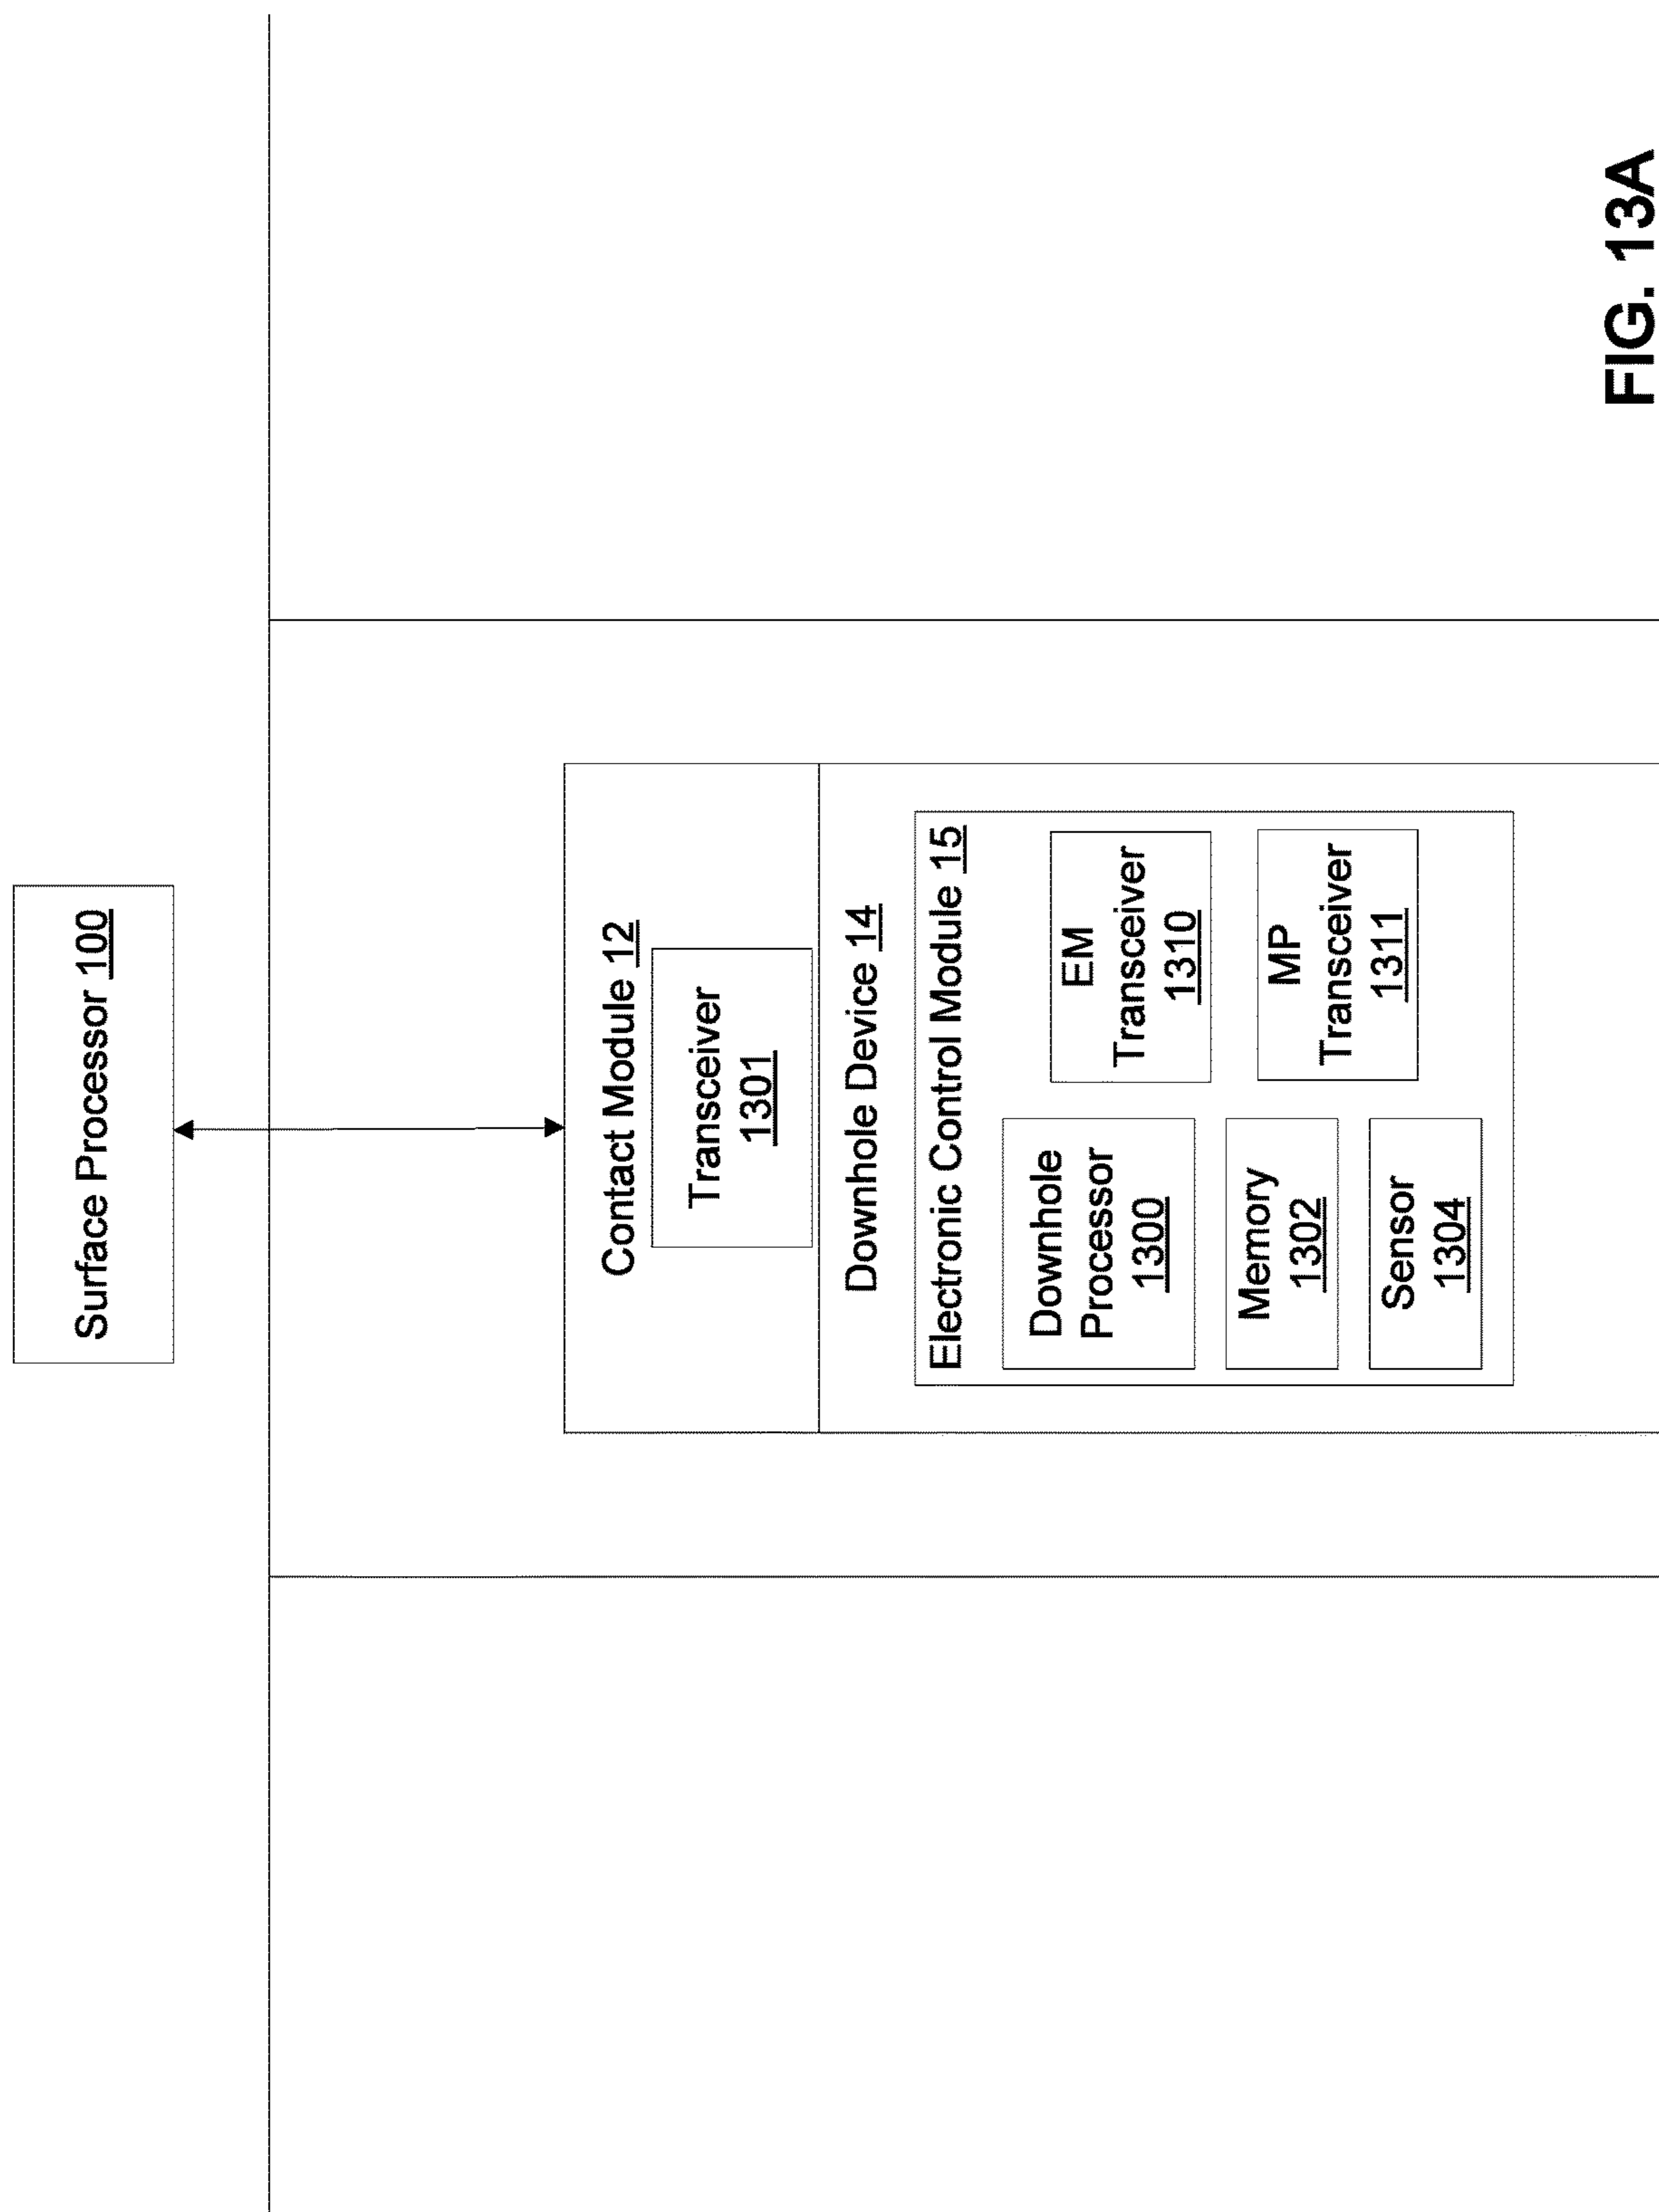 Surface Processor 100
Contact Module 12
Transceiver
1301
Downhole Device 14
Electronic Control Module 15
Downhole
Processor
1300
Memory
1302
Sensor
1304
EM
Transceiver
1310
MP
Transceiver
1311
FIG. 13A